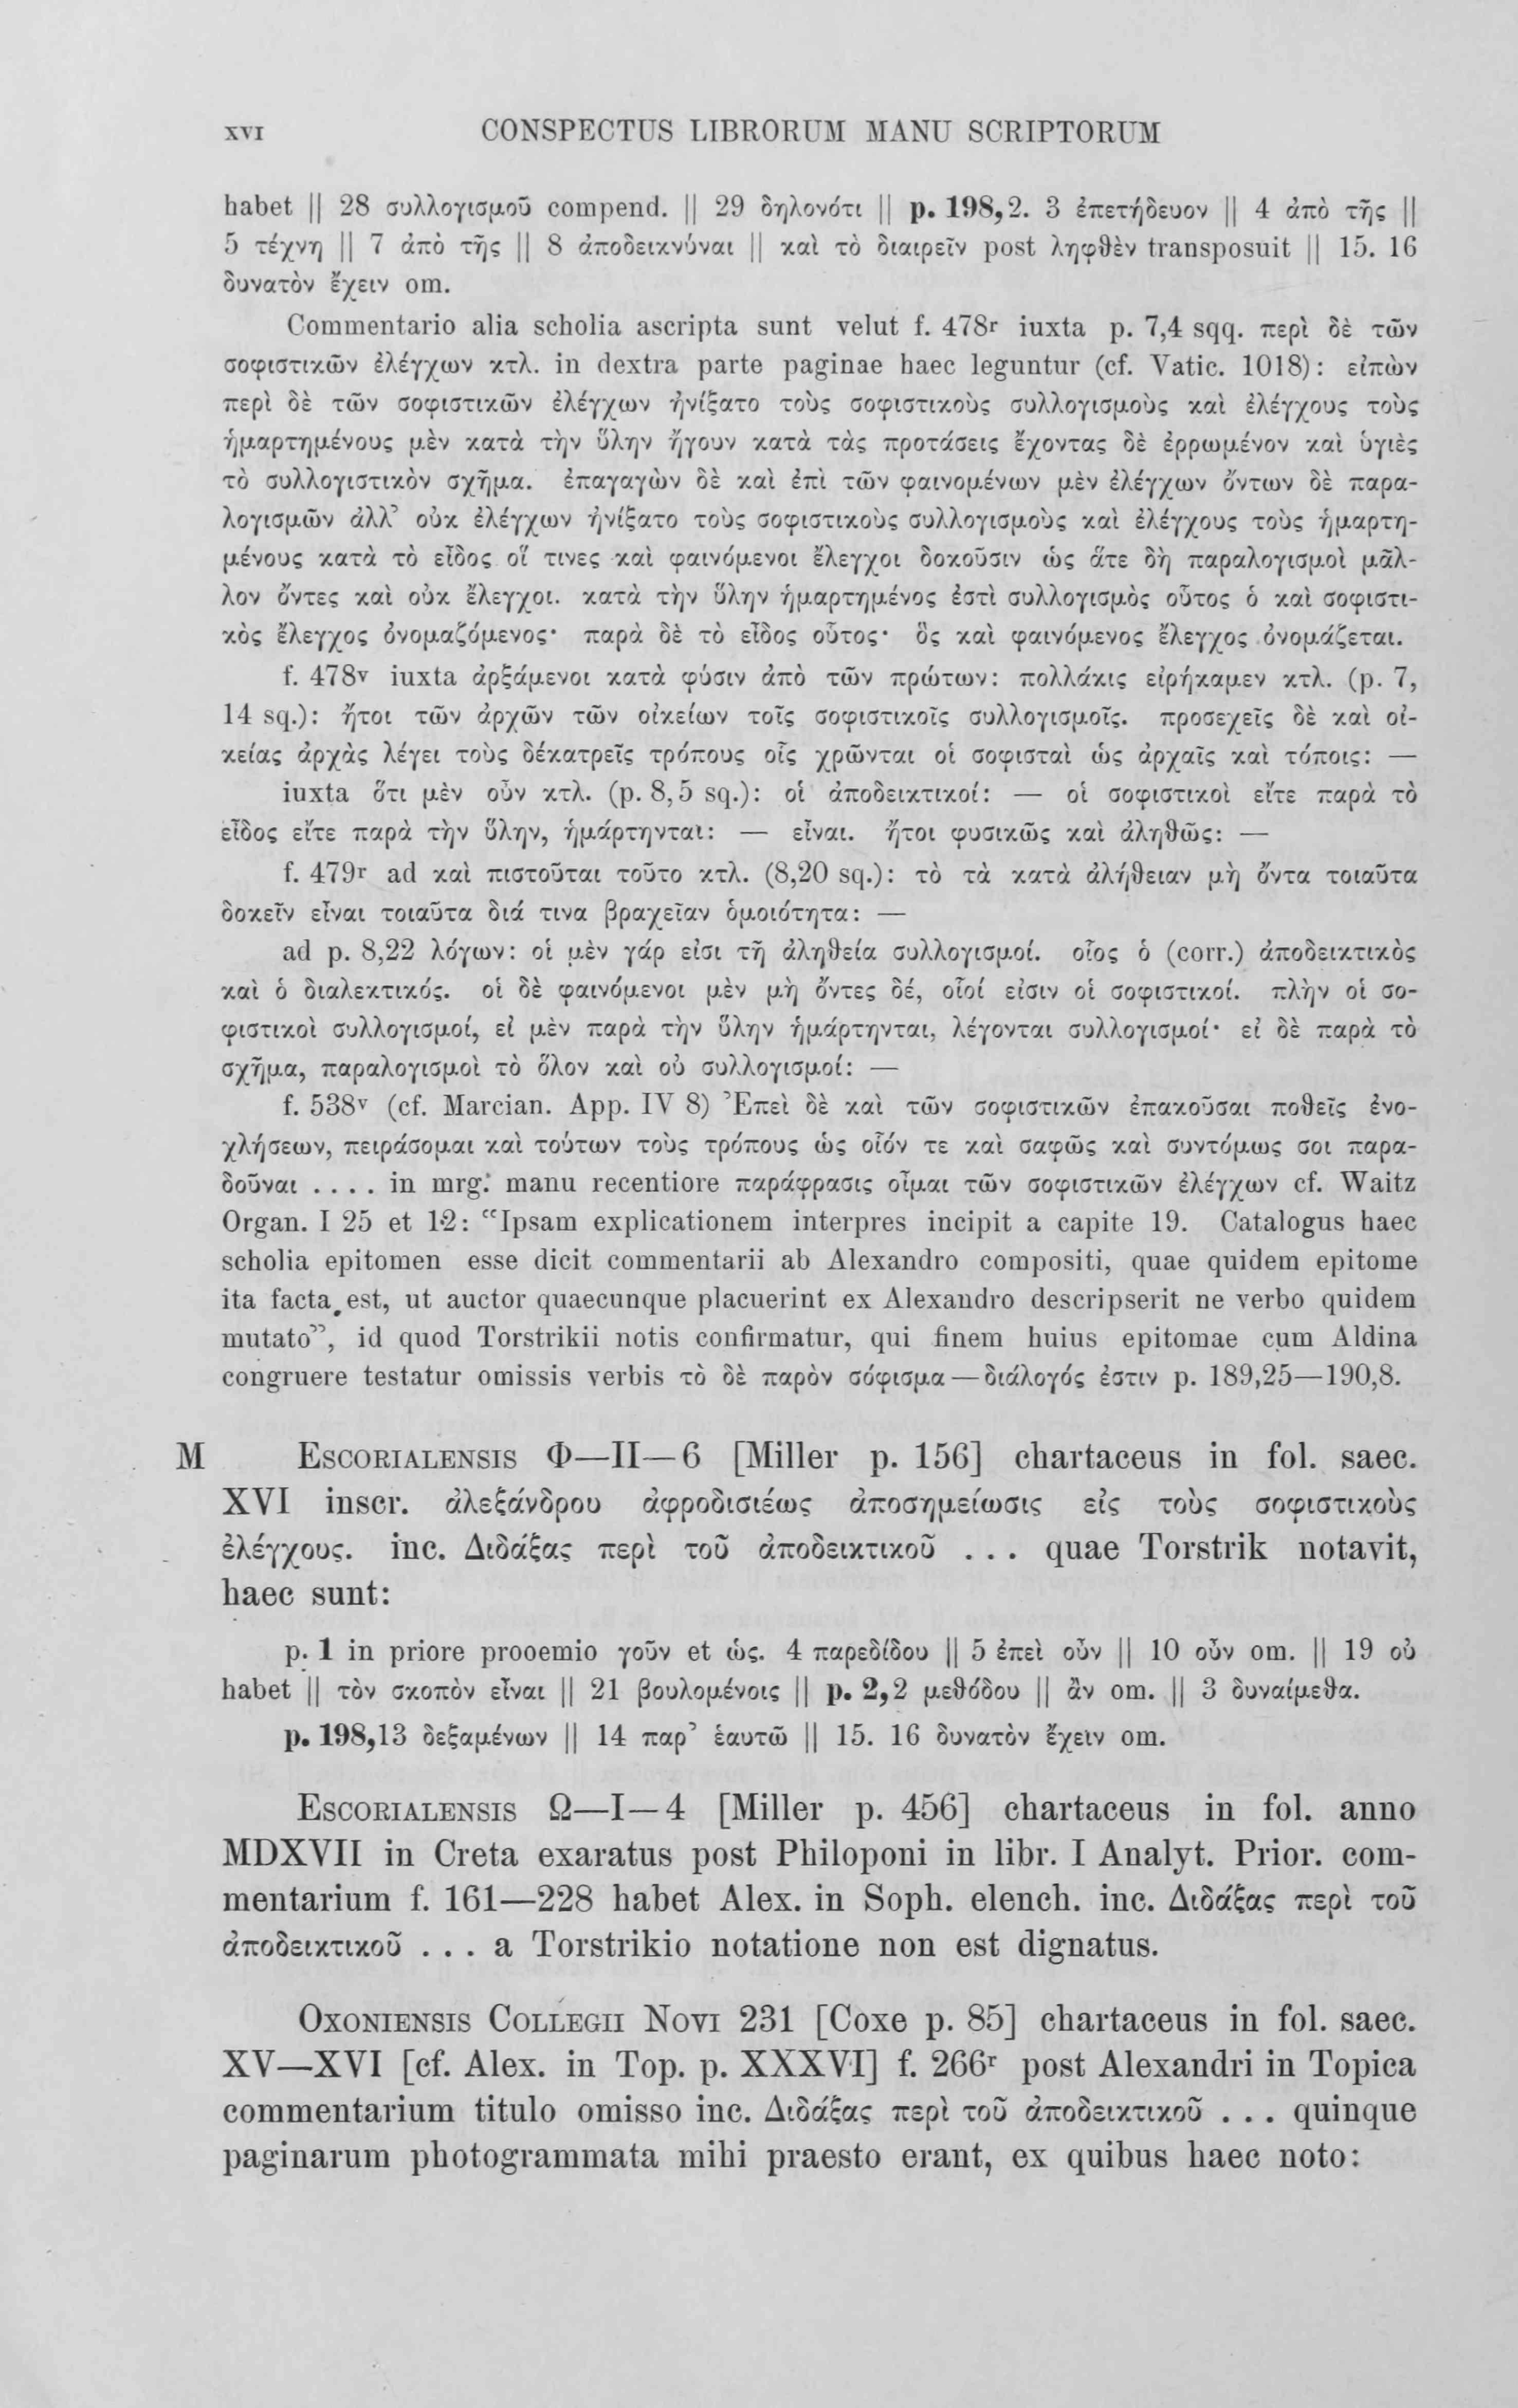 XVI CONSPECTUS LIBRORUM MANU SCRIPTORUM
habet || 28 συλλογισμοῦ compend. || 29 δηλονότι || p. 198,2. 3 ἐπετήδευον || 4 ἀπὸ τῆς ||
5 τέχνῃ || 7 ἀπὸ τῆς || 8 ἀποδεικνύναι || καὶ τὸ διαιρεῖν post ληφθὲν transposuit || 15. 16
δυνατὸν ἔχειν om.
Commentario alia scholia ascripta sunt velut f. 478r iuxta p. 7,4 sqq. περὶ δὲ τῶν
σοφιστικῶν ἐλέγχων κτλ. in dextra parte paginae haec leguntur (cf. Vatic. 1018): εἰπὼν
περὶ δὲ τῶν σοφιστικῶν ἐλέγχων ἠνίξατο τοὺς σοφιστικοὺς συλλογισμοὺς καὶ ἐλέγχους τοὺς
ἡμαρτημένους μὲν κατὰ τὴν ὕλην ἤγουν κατὰ τὰς προτάσεις ἔχοντας δὲ ἐρρωμένον καὶ ὑγιὲς
τὸ συλλογιστικὸν σχῆμα. ἐπαγαγὼν δὲ καὶ ἐπὶ τῶν φαινομένων μὲν ἐλέγχων ὄντων δὲ παρα-
λογισμῶν ἀλλ’ οὐκ ἐλέγχων ἠνίξατο τοὺς σοφιστικοὺς συλλογισμοὺς καὶ ἐλέγχους τοὺς ἡμαρτη-
μένους κατὰ τὸ εἶδος οἵ τινες καὶ φαινόμενοι ἔλεγχοι δοκοῦσιν ὡς ἅτε δὴ παραλογισμοὶ μᾶλ-
λον ὄντες καὶ οὐκ ἔλεγχοι. κατὰ τὴν ὕλην ἡμαρτημένος ἐστὶ συλλογισμὸς οὗτος ὁ καὶ σοφιστι-
κὸς ἔλεγχος ὀνομαζόμενος· παρὰ δὲ τὸ εἶδος οὗτος· ὃς καὶ φαινόμενος ἔλεγχος ὀνομάζεται.
f. 478v iuxta ἀρξάμενοι κατὰ φύσιν ἀπὸ τῶν πρώτων: πολλάκις εἰρήκαμεν κτλ. (p. 7,
14 sq.): ἤτοι τῶν ἀρχῶν τῶν οἰκείων τοῖς σοφιστικοῖς συλλογισμοῖς. προσεχεῖς δὲ καὶ οἰ-
κείας ἀρχὰς λέγει τοὺς δέκατρεῖς τρόπους οἷς χρῶνται οἱ σοφισταὶ ὡς ἀρχαῖς καὶ τόποις: —
iuxta ὅτι μὲν οὖν κτλ. (p. 8,5 sq.): οἱ ἀποδεικτικοί: — οἱ σοφιστικοὶ εἴτε παρὰ τὸ
εἶδος εἴτε παρὰ τὴν ὕλην, ἡμάρτηνται: — εἶναι. ἤτοι φυσικῶς καὶ ἀληθῶς: —
f. 479r ad καὶ πιστοῦται τοῦτο κτλ. (8,20 sq.): τὸ τὰ κατὰ ἀλήθειαν μὴ ὄντα τοιαῦτα
δοκεῖν εἶναι τοιαῦτα διά τινα βραχεῖαν ὁμοιότητα: —
ad p. 8,22 λόγων: οἱ μὲν γάρ εἰσι τῇ ἀληθείᾳ συλλογισμοί. οἷος ὁ (corr.) ἀποδεικτικὸς
καὶ ὁ διαλεκτικός. οἱ δὲ φαινόμενοι μὲν μὴ ὄντες δέ, οἷοί εἰσιν οἱ σοφιστικοί. πλὴν οἱ σο-
φιστικοὶ συλλογισμοί, εἰ μὲν παρὰ τὴν ὕλην ἡμάρτηνται, λέγονται συλλογισμοί· εἰ δὲ παρὰ τὸ
σχῆμα, παραλογισμοὶ τὸ ὅλον καὶ οὐ συλλογισμοί: —
f. 538v (cf. Marcian. App. IV 8) Ἐπεὶ δὲ καὶ τῶν σοφιστικῶν ἐπακοῦσαι ποθεῖς ἐνο-
χλήσεων, πειράσομαι καὶ τούτων τοὺς τρόπους ὡς οἷόν τε καὶ σαφῶς καὶ συντόμως σοι παρα-
δοῦναι . . . . in mrg. manu recentiore παράφρασις οἶμαι τῶν σοφιστικῶν ἐλέγχων cf. Waitz
Organ. I 25 et 12: “Ipsam explicationem interpres incipit a capite 19. Catalogus haec
scholia epitomen esse dicit commentarii ab Alexandro compositi, quae quidem epitome
ita facta est, ut auctor quaecunque placuerint ex Alexandro descripserit ne verbo quidem
mutato”, id quod Torstrikii notis confirmatur, qui finem huius epitomae cum Aldina
congruere testatur omissis verbis τὸ δὲ παρὸν σόφισμα — διάλογός ἐστιν p. 189,25—190,8.
M ESCORIALENSIS Φ—II—6 [Miller p. 156] chartaceus in fol. saec.
XVI inscr. ἀλεξάνδρου ἀφροδισιέως ἀποσημείωσις εἰς τοὺς σοφιστικοὺς
ἐλέγχους. inc. Διδάξας περὶ τοῦ ἀποδεικτικοῦ . . . quae Torstrik notavit,
haec sunt:
p. 1 in priore prooemio γοῦν et ὡς. 4 παρεδίδου || 5 ἐπεὶ οὖν || 10 οὖν om. || 19 οὐ
habet || τὸν σκοπὸν εἶναι || 21 βουλομένοις || p. 2,2 μεθόδου || ἂν om. || 3 δυναίμεθα.
p. 198,13 δεξαμένων || 14 παρ’ ἑαυτῷ || 15. 16 δυνατὸν ἔχειν om.
ESCORIALENSIS Ω—I—4 [Miller p. 456] chartaceus in fol. anno
MDXVII in Creta exaratus post Philoponi in libr. I Analyt. Prior. com-
mentarium f. 161—228 habet Alex. in Soph. elench. inc. Διδάξας περὶ τοῦ
ἀποδεικτικοῦ . . . a Torstrikio notatione non est dignatus.
OXONIENSIS COLLEGII NOVI 231 [Coxe p. 85] chartaceus in fol. saec.
XV—XVI [cf. Alex. in Top. p. XXXVI] f. 266r post Alexandri in Topica
commentarium titulo omisso inc. Διδάξας περὶ τοῦ ἀποδεικτικοῦ . . . quinque
paginarum photogrammata mihi praesto erant, ex quibus haec noto: